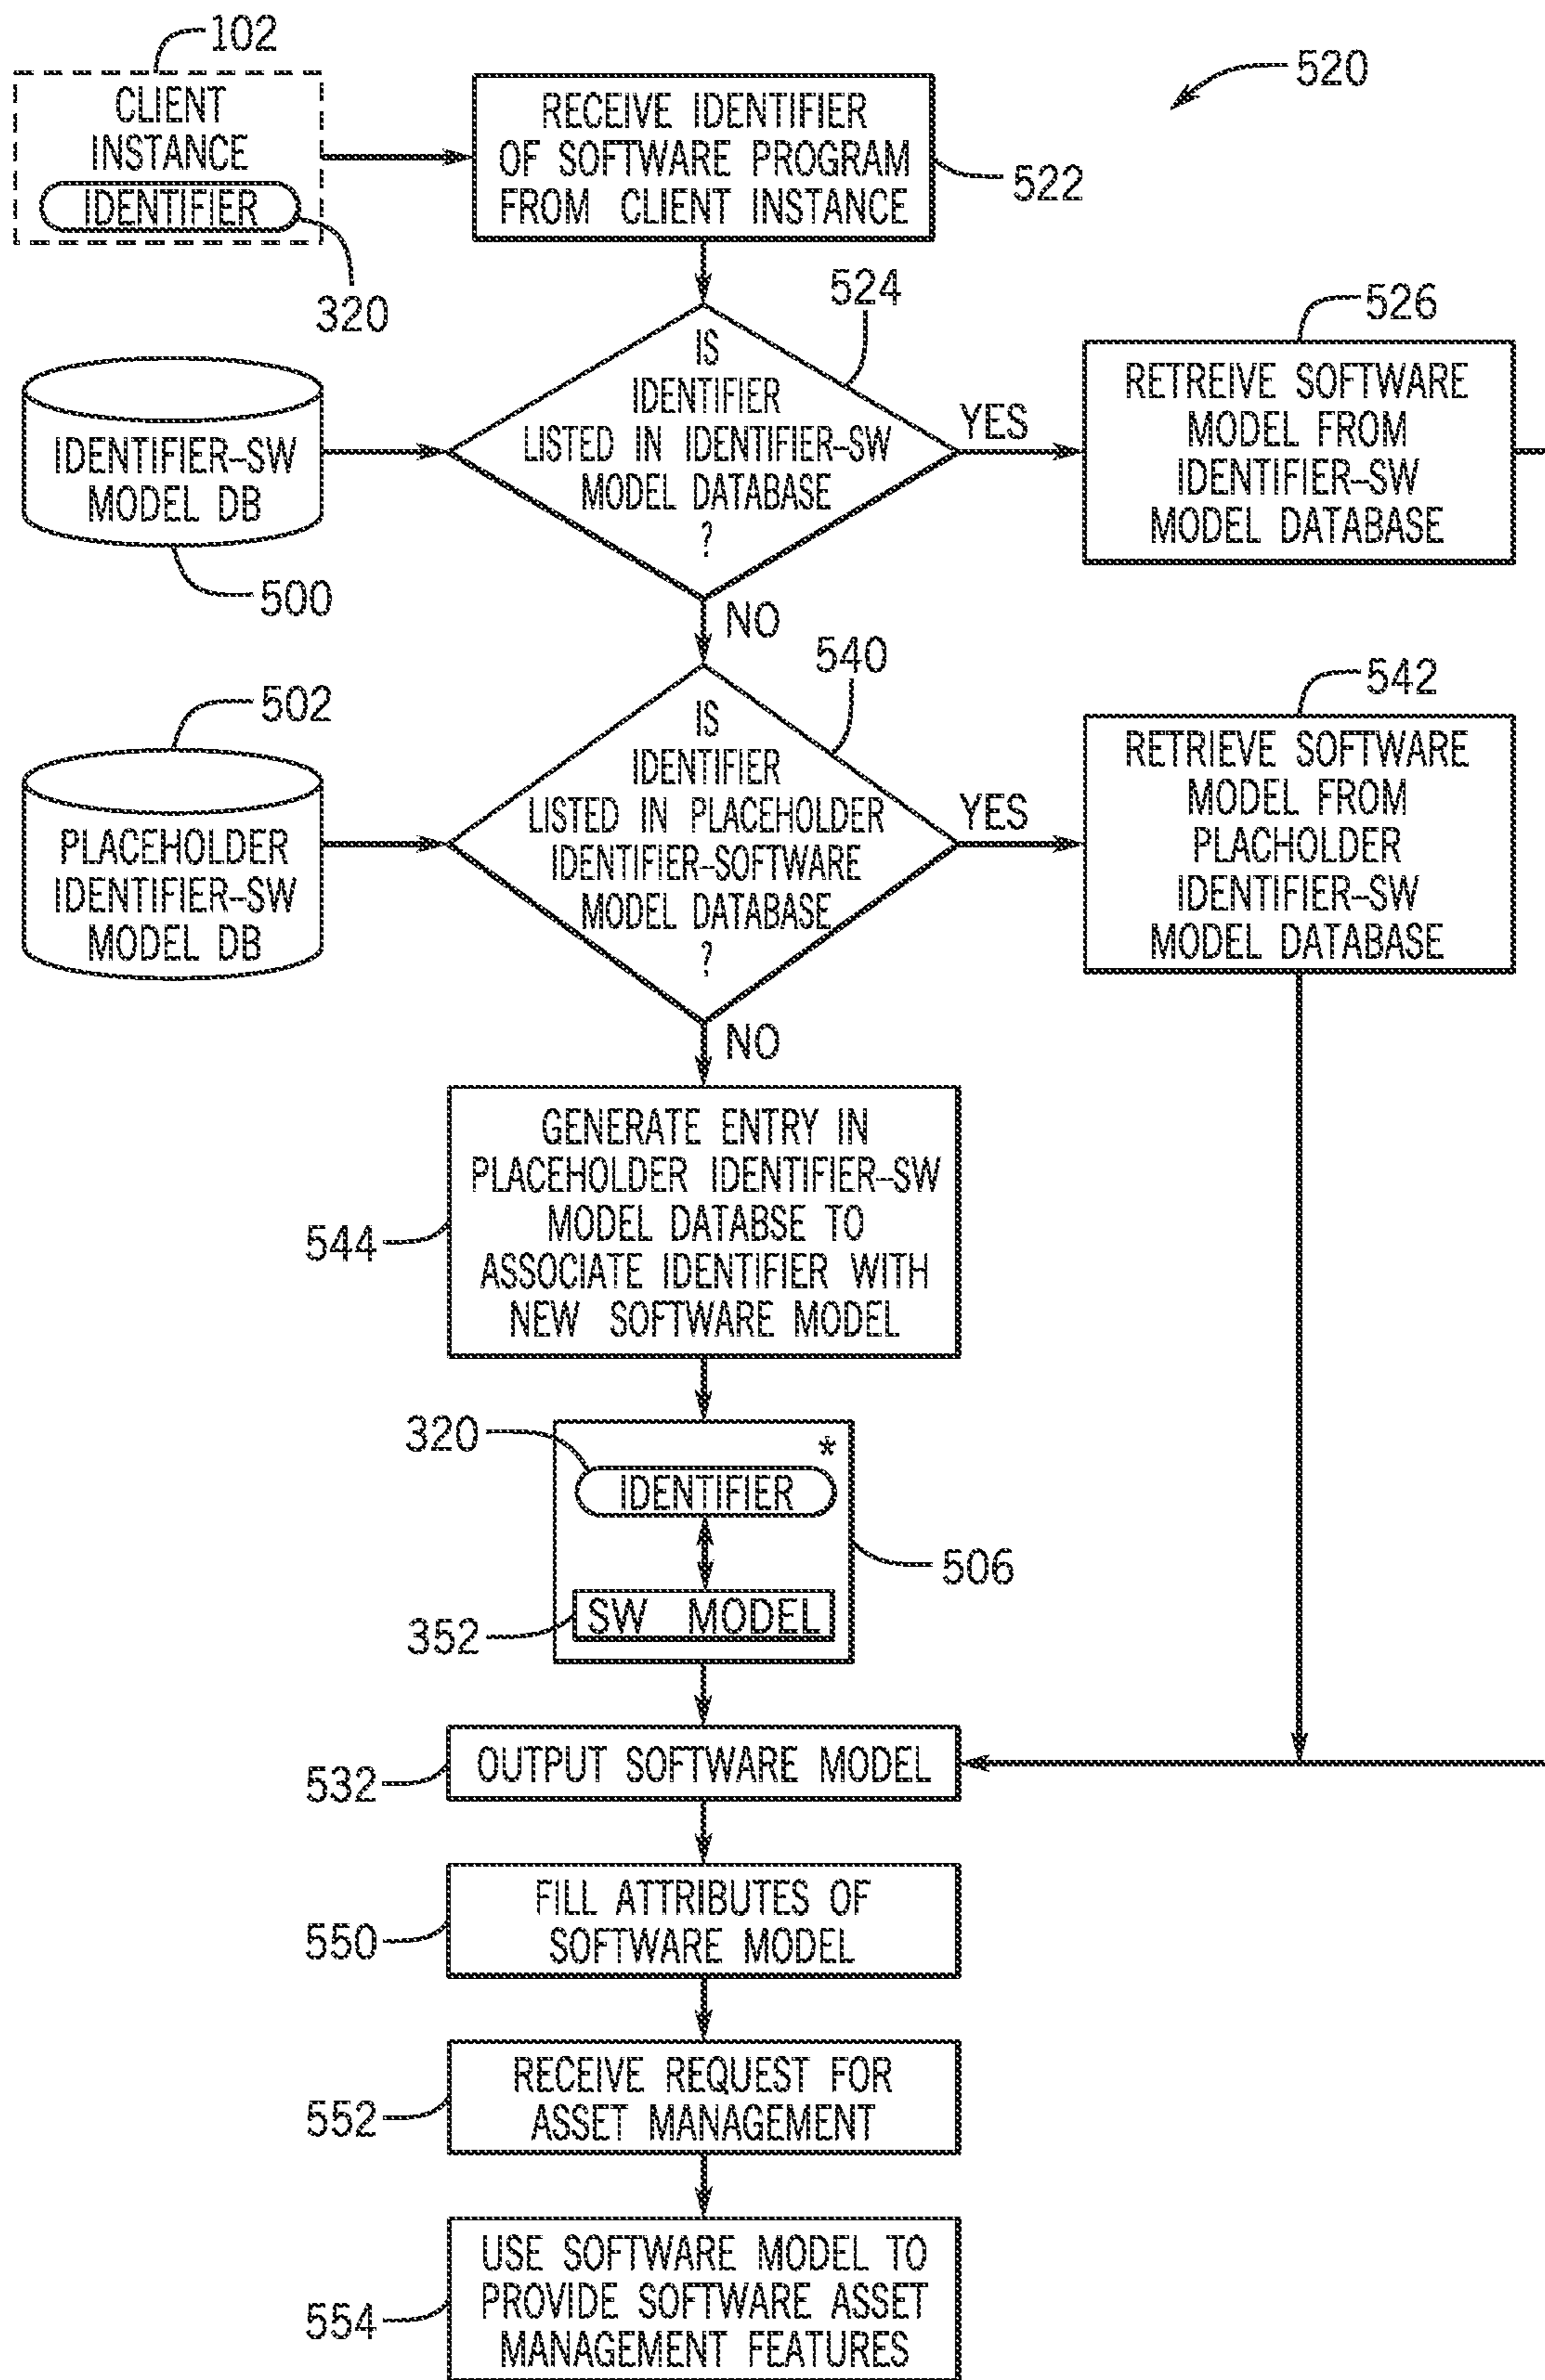 102
520
CLIENT
INSTANCE
IDENTIFIER
320
RECEIVE IDENTIFIER
OF SOFTWARE PROGRAM
FROM CLIENT INSTANCE
522
524
IS
IDENTIFIER
LISTED IN IDENTIFIER-SW
MODEL DATABASE
?
YES
526
RETREIVE SOFTWARE
MODEL FROM
IDENTIFIER-SW
MODEL DATABASE
IDENTIFIER-SW
MODEL DB
500
NO
540
502
PLACEHOLDER
IDENTIFIER-SW
MODEL DB
IS
IDENTIFIER
LISTED IN PLACEHOLDER
IDENTIFIER-SOFTWARE
MODEL DATABASE
?
YES
542
RETRIEVE SOFTWARE
MODEL FROM
PLACHOLDER
IDENTIFIER-SW
MODEL DATABASE
NO
GENERATE ENTRY IN
PLACEHOLDER IDENTIFIER-SW
MODEL DATABSE TO
ASSOCIATE IDENTIFIER WITH
NEW SOFTWARE MODEL
544
320
*
IDENTIFIER
506
352
SW MODEL
532
OUTPUT SOFTWARE MODEL
550
FILL ATTRIBUTES OF
SOFTWARE MODEL
552
RECEIVE REQUEST FOR
ASSET MANAGEMENT
554
USE SOFTWARE MODEL TO
PROVIDE SOFTWARE ASSET
MANAGEMENT FEATURES